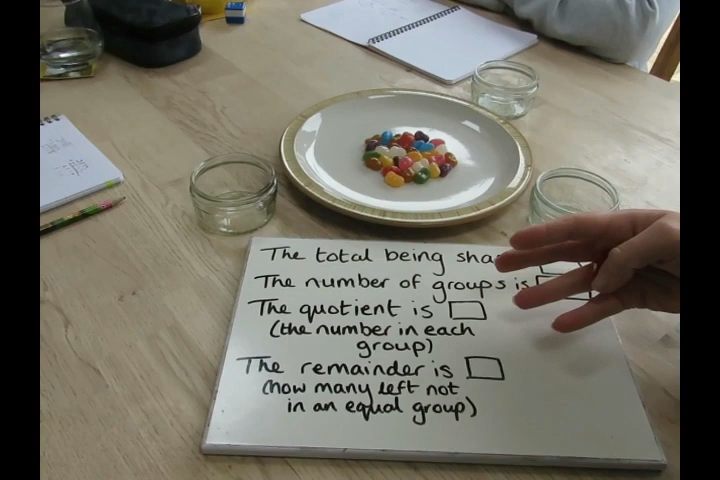 The total being
The number of groups is
The quotient is
(the number in each
group)
The remainder is
(how many left not
in an equal group)